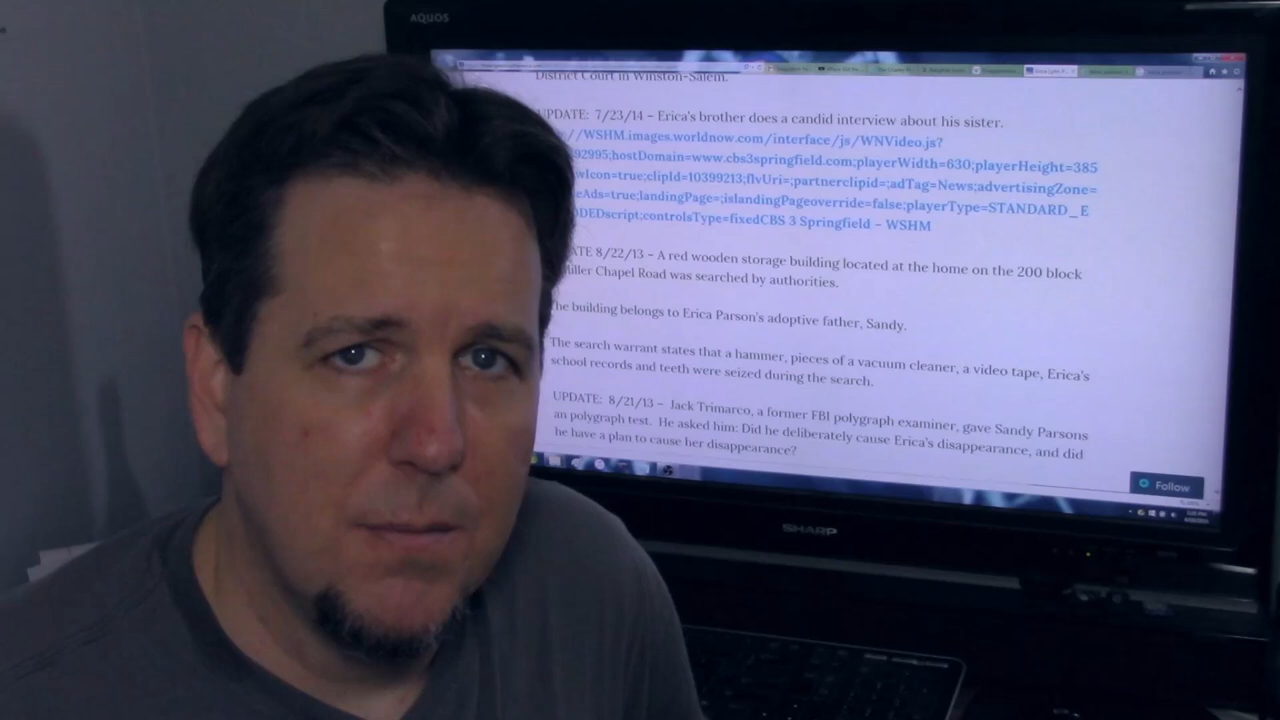 AQUOS
District Court in Winston-Salem.
UPDATE: 7/23/14 – Erica's brother does a candid interview about his sister.
//WSHM.images.worldnow.com/interface/js/WNVideo.js?
92995;hostDomain=www.cbs3springfield.com;playerWidth=630;playerHeight=385
wIcon=true;clipId=10399213;flvUri=;partnerclipid=;adTag=News;advertisingZone=
eAds=true;landingPage=;islandingPageoverride=false;playerType=STANDARD_E
DEDscript;controlsType=fixedCBS 3 Springfield – WSHM
ATE 8/22/13 – A red wooden storage building located at the home on the 200 block
Miller Chapel Road was searched by authorities.
The building belongs to Erica Parson's adoptive father, Sandy.
The search warrant states that a hammer, pieces of a vacuum cleaner, a video tape, Erica's
school records and teeth were seized during the search.
UPDATE: 8/21/13 – Jack Trimarco, a former FBI polygraph examiner, gave Sandy Parsons
an polygraph test. He asked him: Did he deliberately cause Erica's disappearance, and did
he have a plan to cause her disappearance?
Follow
SHARP